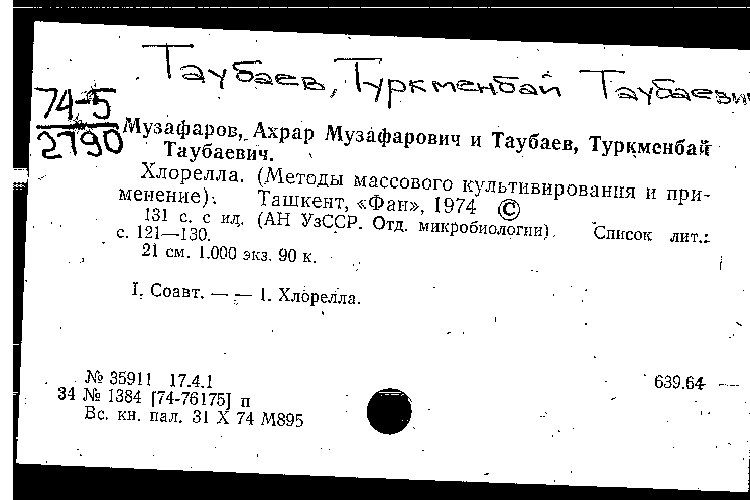 Таубаев, Туркменбай Таубаеви
74-5
2790
Музафаров, Ахрар Музафарович и Таубаев, Туркменбай
Таубаевич.
Хлорелла. (Методы массового культивирования и при-
менение). Ташкент, «Фан», 1974 ©
131 с. с ил. (АН УзССР. Отд. микробиологии). Список лит.:
с. 121—130.
21 см. 1.000 экз. 90 к.
I. Соавт. — — 1. Хлорелла.
№ 35911 17.4.1
639.64 —
34 № 1384 [74-76175] п
Вс. кн. пал. 31 X 74 М895